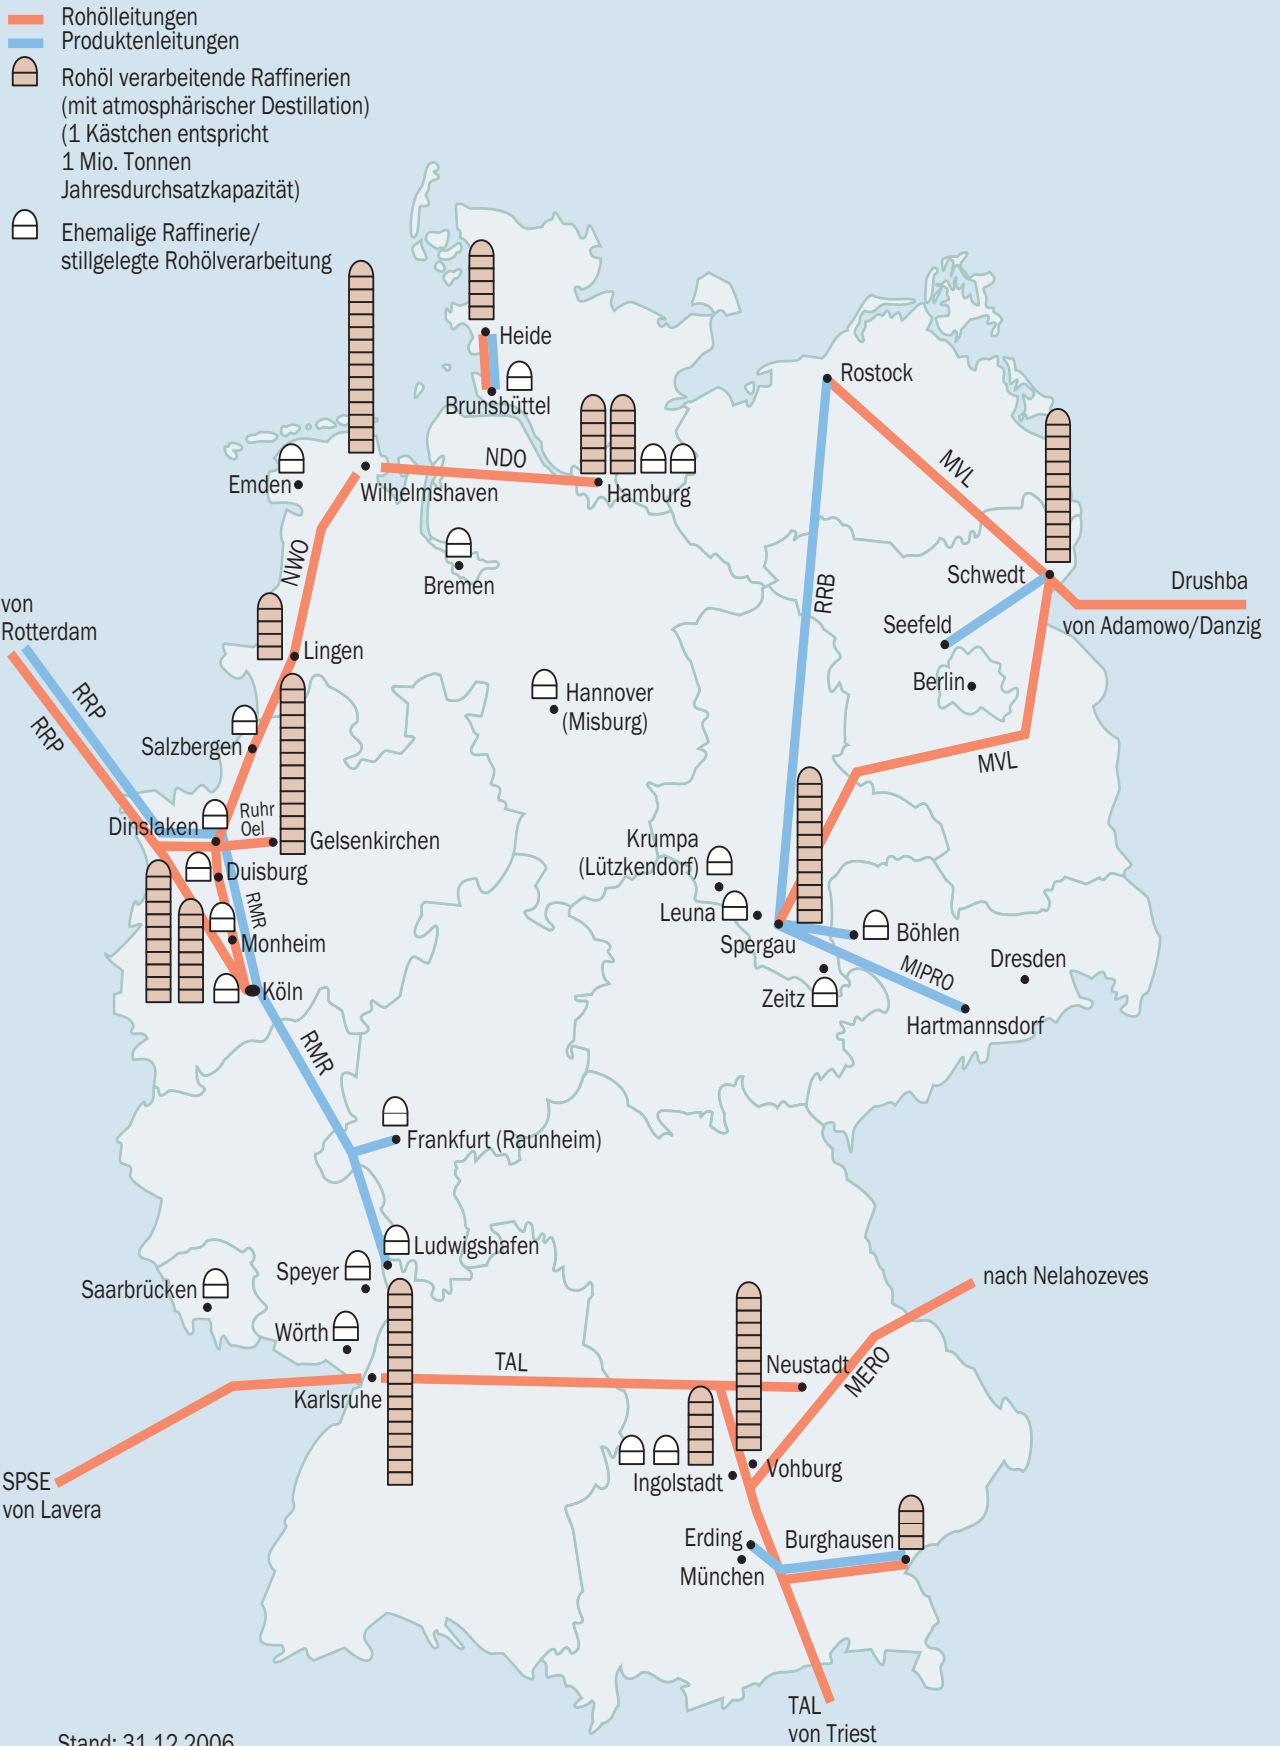 Rohölleitungen
Produktenleitungen
Rohöl verarbeitende Raffinerien
(mit atmosphärischer Destillation)
(1 Kästchen entspricht
1 Mio. Tonnen
Jahresdurchsatzkapazität)
Ehemalige Raffinerie/
stillgelegte Rohölverarbeitung
Heide
Brunsbüttel
Rostock
NDO
MVL
Emden
Wilhelmshaven
Hamburg
NWO
Bremen
Schwedt
Drushba
von Adamowo/Danzig
RRB
Seefeld
von
Rotterdam
Lingen
Berlin
RRP
RRP
Hannover
(Misburg)
Salzbergen
MVL
Dinslaken
Ruhr
Oel
Gelsenkirchen
Krumpa
(Lützkendorf)
Duisburg
RMR
Leuna
Monheim
Spergau
Böhlen
MIPRO
Dresden
Köln
Zeitz
Hartmannsdorf
RMR
Frankfurt (Raunheim)
Ludwigshafen
Speyer
Saarbrücken
nach Nelahozeves
Wörth
TAL
Neustadt
MERO
Karlsruhe
SPSE
von Lavera
Vohburg
Ingolstadt
Erding
Burghausen
München
TAL
von Triest
Stand: 31.12.2006